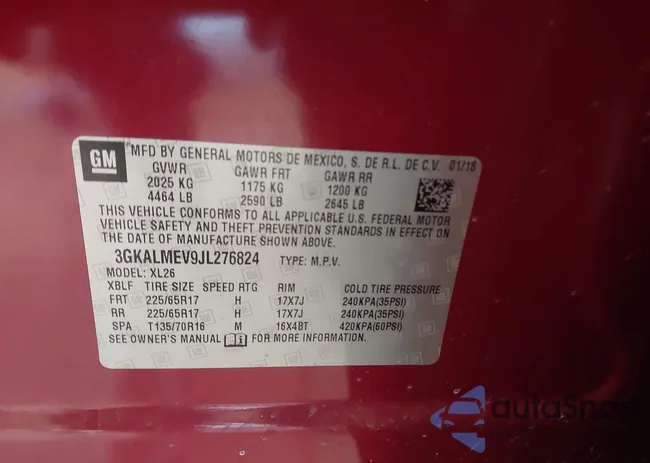 GM
MFD BY GENERAL MOTORS DE MEXICO, S. DE R.L. DE C.V. 01/18
GVWR GAWR FRT GAWR RR
2025 KG 1175 KG 1200 KG
4464 LB 2590 LB 2645 LB
THIS VEHICLE CONFORMS TO ALL APPLICABLE U.S. FEDERAL MOTOR
VEHICLE SAFETY AND THEFT PREVENTION STANDARDS IN EFFECT ON
THE DATE OF MANUFACTURE SHOWN ABOVE.
3GKALMEV9JL276824 TYPE: M.P.V.
MODEL: XL26
XBLF TIRE SIZE SPEED RTG RIM COLD TIRE PRESSURE
FRT 225/65R17 H 17X7J 240KPA(35PSI)
RR 225/65R17 H 17X7J 240KPA(35PSI)
SPA T135/70R16 M 16X4BT 420KPA(60PSI)
SEE OWNER'S MANUAL FOR MORE INFORMATION.